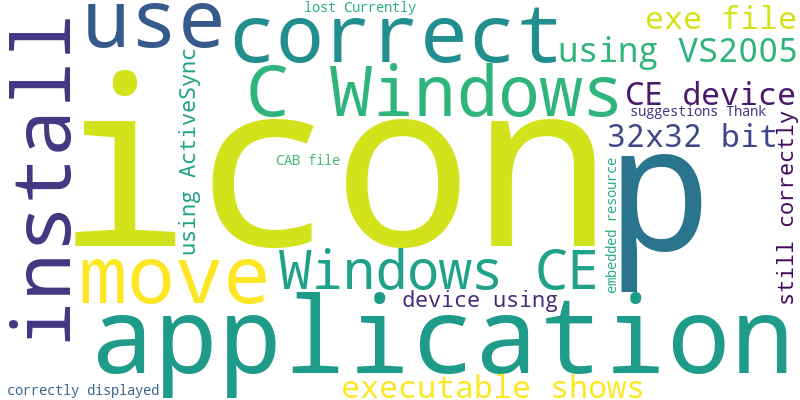 lost Currently
use
correct
exe file
using VS2005
install
using ActiveSync
C Windows
CE device
suggestions Thank
icon
32x32 bit
CAB file
p
embedded resource
still correctly
move
Windows CE
device using
application
correctly displayed
executable shows